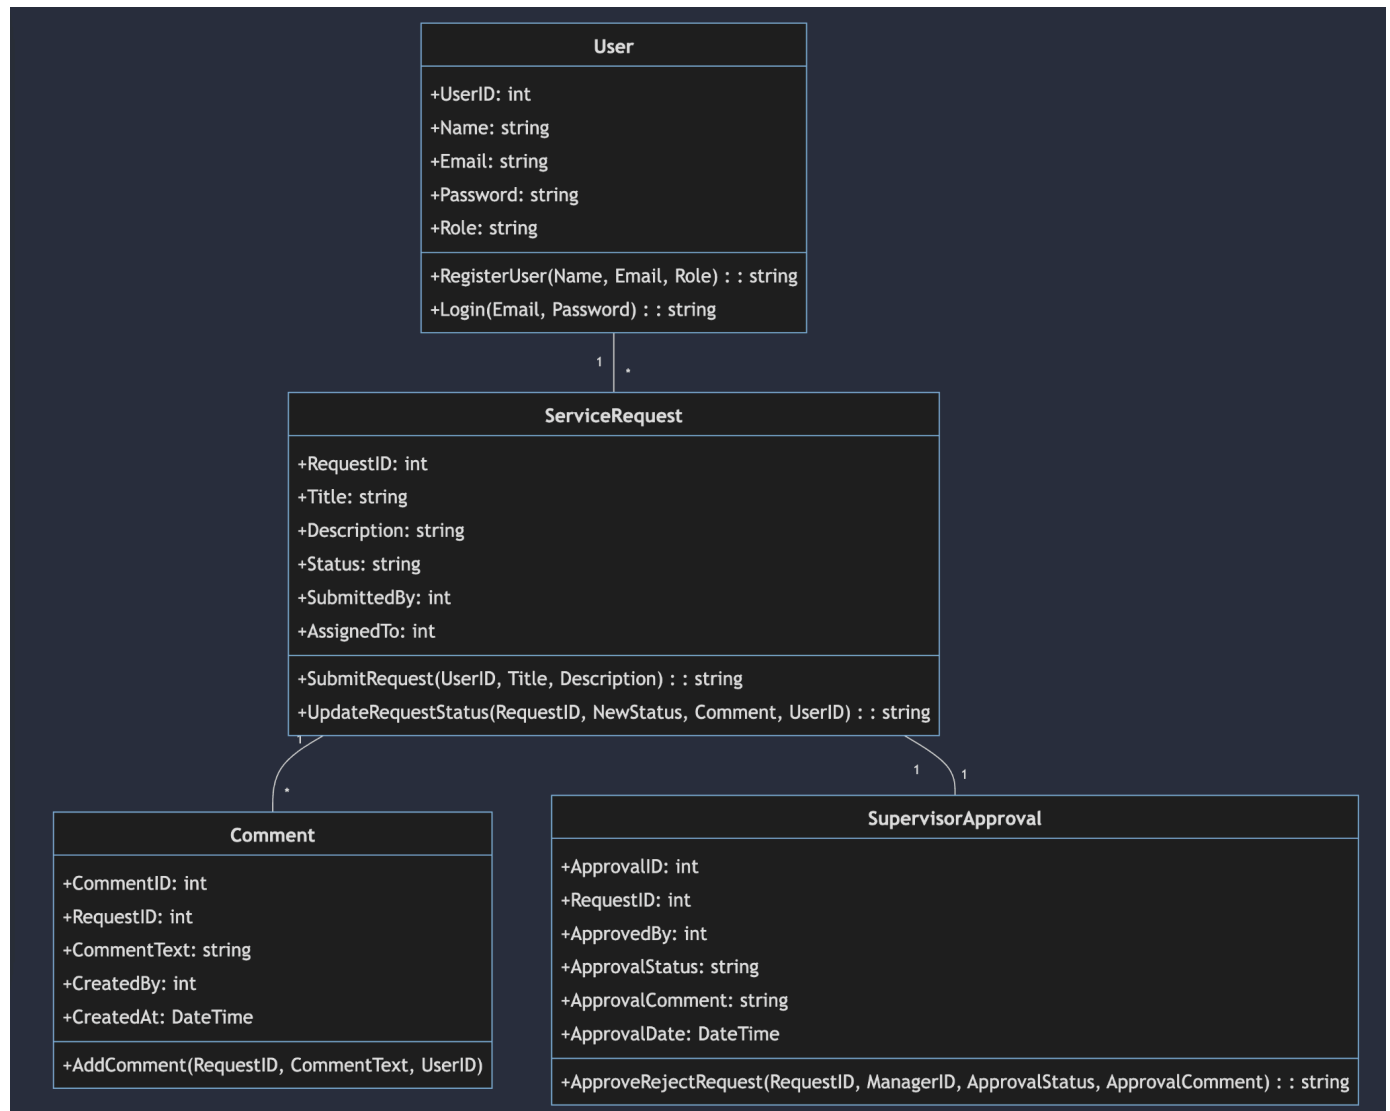 User
+UserID: int
+Name: string
+Email: string
+Password: string
+Role: string
+RegisterUser(Name, Email, Role) : : string
+Login(Email, Password) : : string
1
*
ServiceRequest
+RequestID: int
+Title: string
+Description: string
+Status: string
+SubmittedBy: int
+AssignedTo: int
+SubmitRequest(UserID, Title, Description) : : string
+UpdateRequestStatus(RequestID, NewStatus, Comment, UserID) : : string
1
*
1
1
Comment
+CommentID: int
+RequestID: int
+CommentText: string
+CreatedBy: int
+CreatedAt: DateTime
+AddComment(RequestID, CommentText, UserID)
SupervisorApproval
+ApprovalID: int
+RequestID: int
+ApprovedBy: int
+ApprovalStatus: string
+ApprovalComment: string
+ApprovalDate: DateTime
+ApproveRejectRequest(RequestID, ManagerID, ApprovalStatus, ApprovalComment) : : string